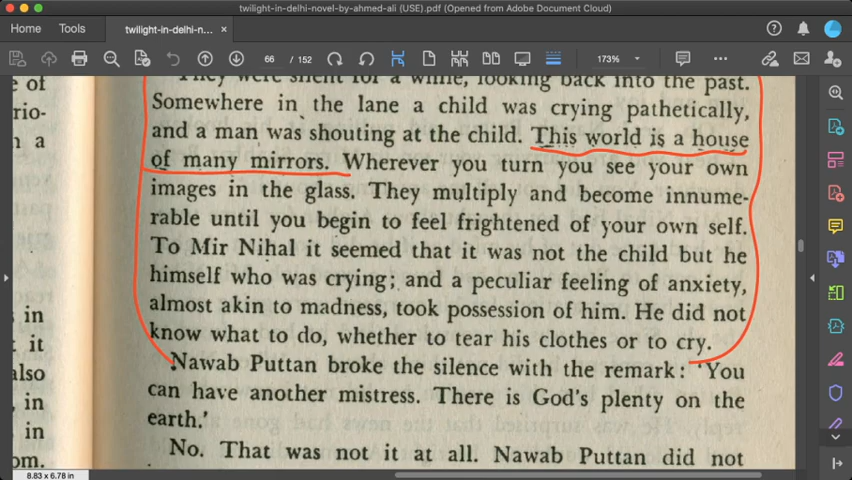 twilight-in-delhi-novel-by-ahmed-ali (USE).pdf (Opened from Adobe Document Cloud)
Home Tools twilight-in-delhi-n... ×
66 / 152 173%
e of
rio-
n a
s in
t it
also
, in
s in
om.
They were silent for a while, looking back into the past.
Somewhere in the lane a child was crying pathetically,
and a man was shouting at the child. This world is a house
of many mirrors. Wherever you turn you see your own
images in the glass. They multiply and become innume-
rable until you begin to feel frightened of your own self.
To Mir Nihal it seemed that it was not the child but he
himself who was crying; and a peculiar feeling of anxiety,
almost akin to madness, took possession of him. He did not
know what to do, whether to tear his clothes or to cry.
Nawab Puttan broke the silence with the remark: 'You
can have another mistress. There is God's plenty on the
earth.'
No. That was not it at all. Nawab Puttan did not
8.83 x 6.78 in